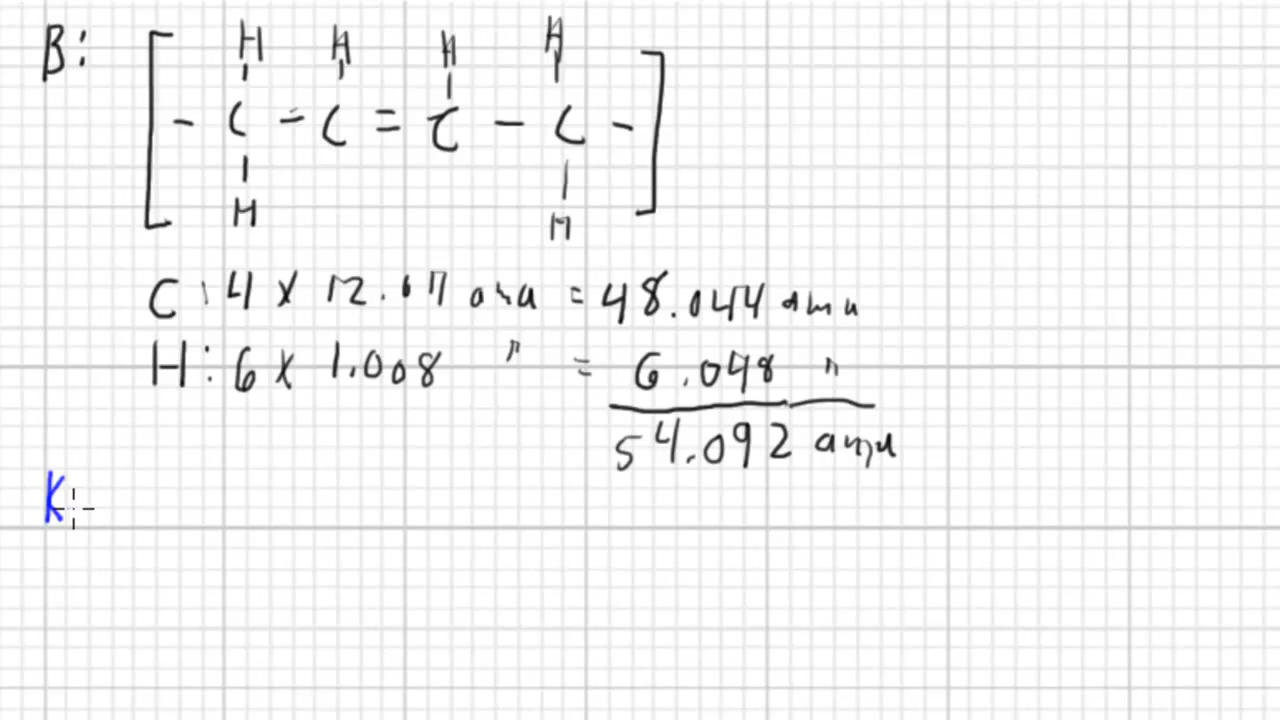 B:
H H H H
- C - C = C - C -
H H
C: 4 x 12.011 amu = 48.044 amu
H: 6 x 1.008 " = 6.048 "
54.092 amu
K